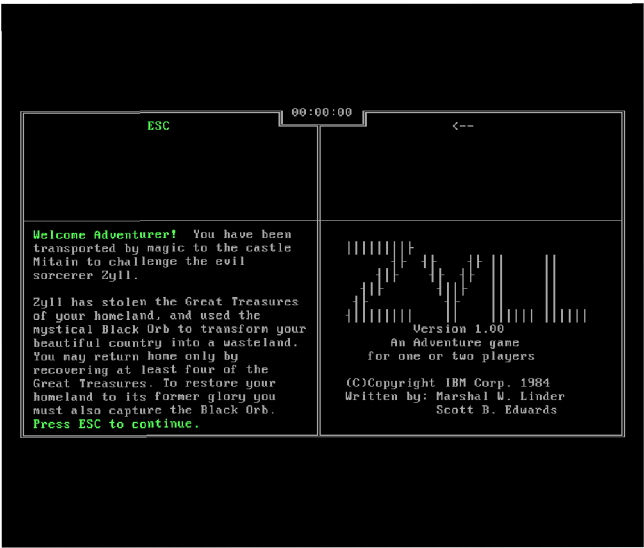 00:00:00
ESC
<--
Welcome Adventurer! You have been
transported by magic to the castle
Mitain to challenge the evil
sorcerer Zyll.
Zyll has stolen the Great Treasures
of your homeland, and used the
mystical Black Orb to transform your
beautiful country into a wasteland.
You may return home only by
recovering at least four of the
Great Treasures. To restore your
homeland to its former glory you
must also capture the Black Orb.
Press ESC to continue.
ZYLL
Version 1.00
An Adventure game
for one or two players
(C)Copyright IBM Corp. 1984
Written by: Marshal W. Linder
Scott B. Edwards